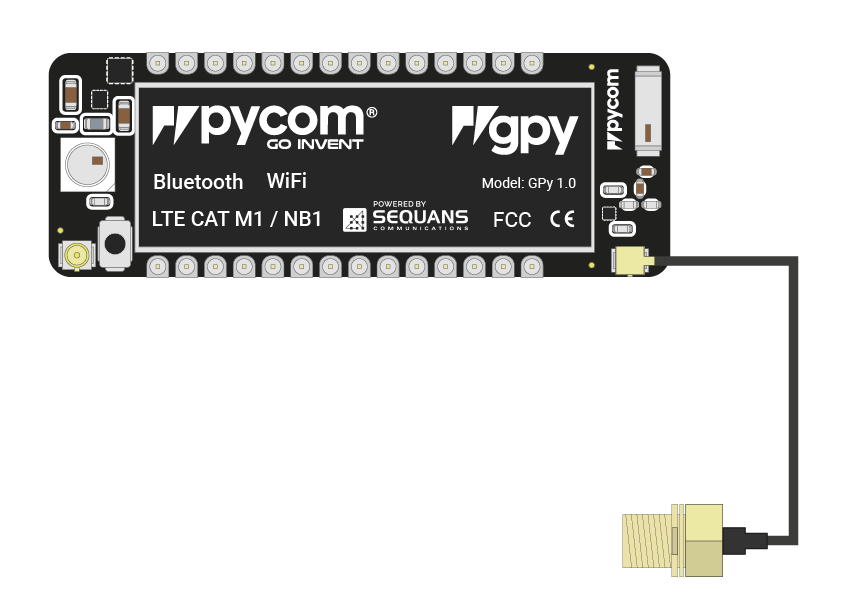 pycom®
GO INVENT
gpy
pycom
Bluetooth WiFi
Model: GPy 1.0
LTE CAT M1 / NB1
POWERED BY
SEQUANS
COMMUNICATIONS
FCC CE